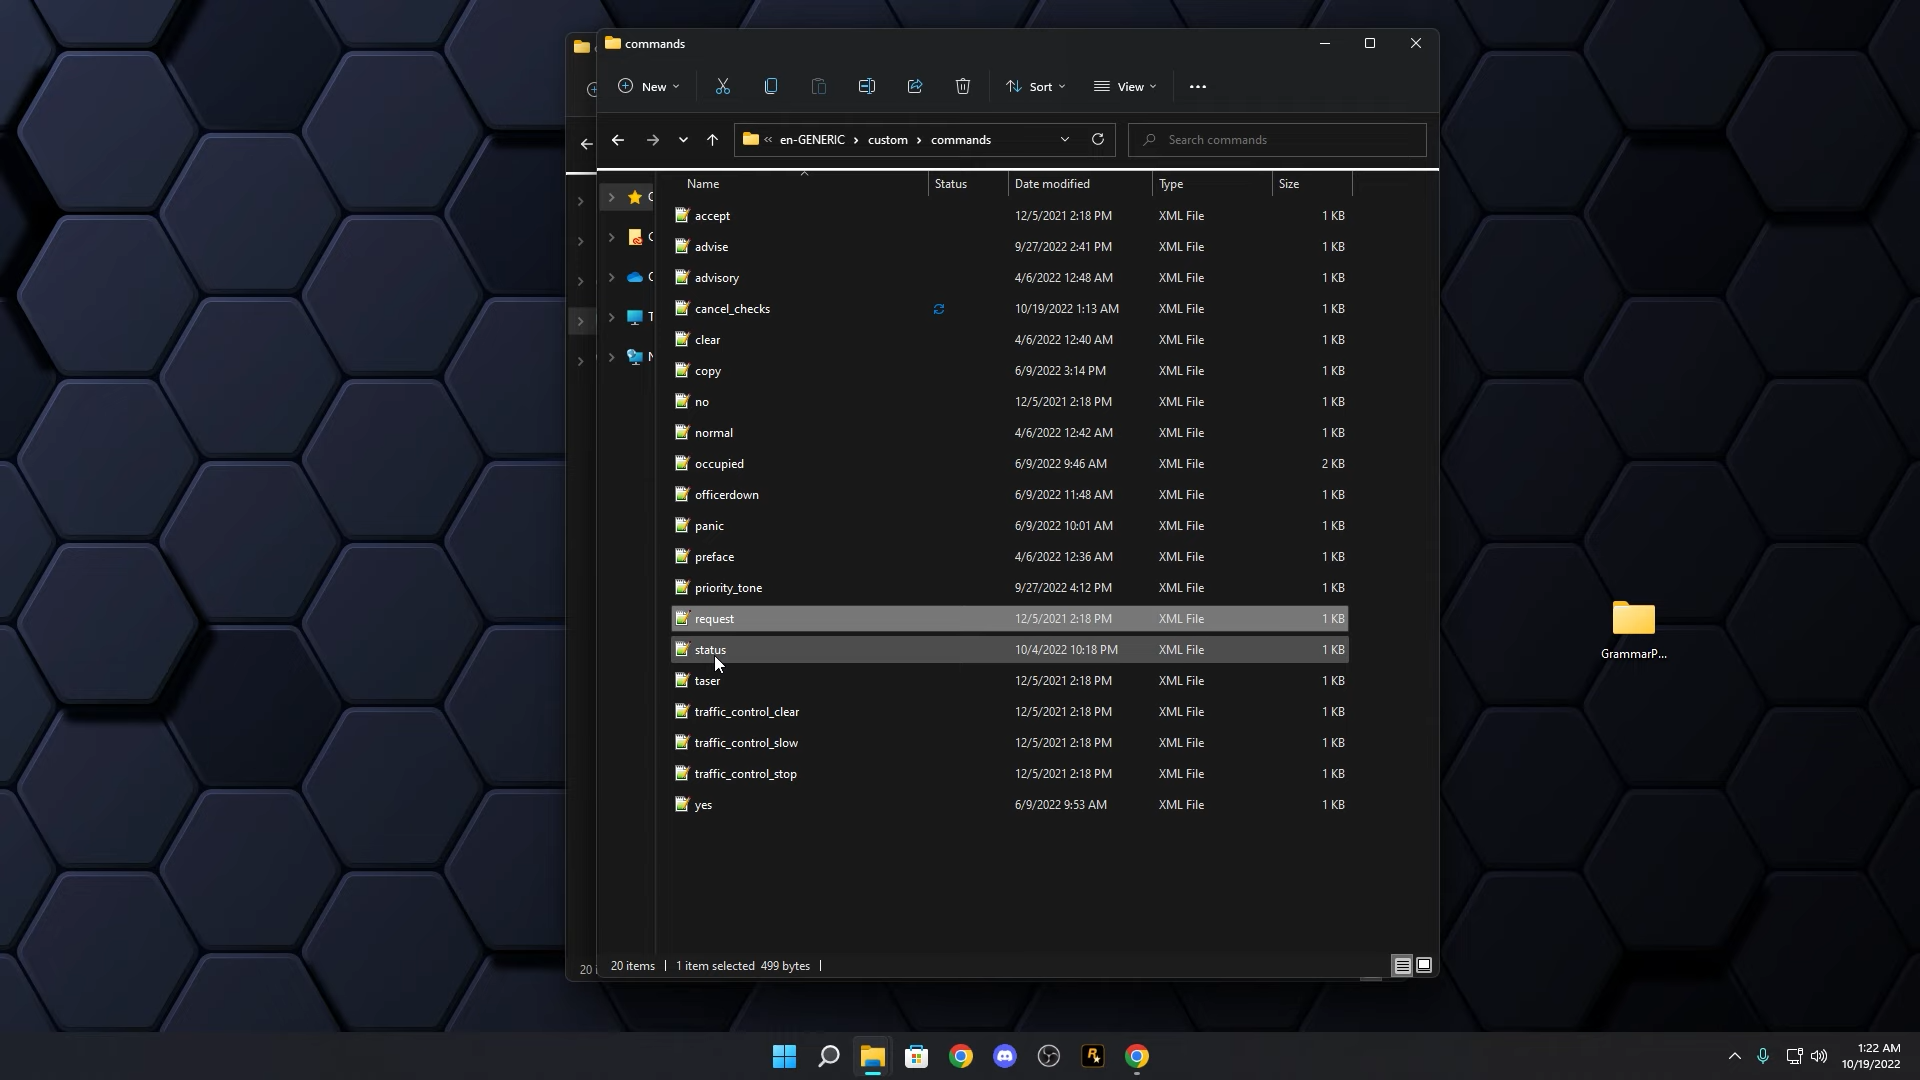 commands
New
Sort
View
« en-GENERIC > custom > commands
Search commands
Name Status Date modified Type Size
accept 12/5/2021 2:18 PM XML File 1 KB
advise 9/27/2022 2:41 PM XML File 1 KB
advisory 4/6/2022 12:48 AM XML File 1 KB
cancel_checks 10/19/2022 1:13 AM XML File 1 KB
clear 4/6/2022 12:40 AM XML File 1 KB
copy 6/9/2022 3:14 PM XML File 1 KB
no 12/5/2021 2:18 PM XML File 1 KB
normal 4/6/2022 12:42 AM XML File 1 KB
occupied 6/9/2022 9:46 AM XML File 2 KB
officerdown 6/9/2022 11:48 AM XML File 1 KB
panic 6/9/2022 10:01 AM XML File 1 KB
preface 4/6/2022 12:36 AM XML File 1 KB
priority_tone 9/27/2022 4:12 PM XML File 1 KB
request 12/5/2021 2:18 PM XML File 1 KB
status 10/4/2022 10:18 PM XML File 1 KB
taser 12/5/2021 2:18 PM XML File 1 KB
traffic_control_clear 12/5/2021 2:18 PM XML File 1 KB
traffic_control_slow 12/5/2021 2:18 PM XML File 1 KB
traffic_control_stop 12/5/2021 2:18 PM XML File 1 KB
yes 6/9/2022 9:53 AM XML File 1 KB
20 items 1 item selected 499 bytes
20
GrammarP...
1:22 AM
10/19/2022